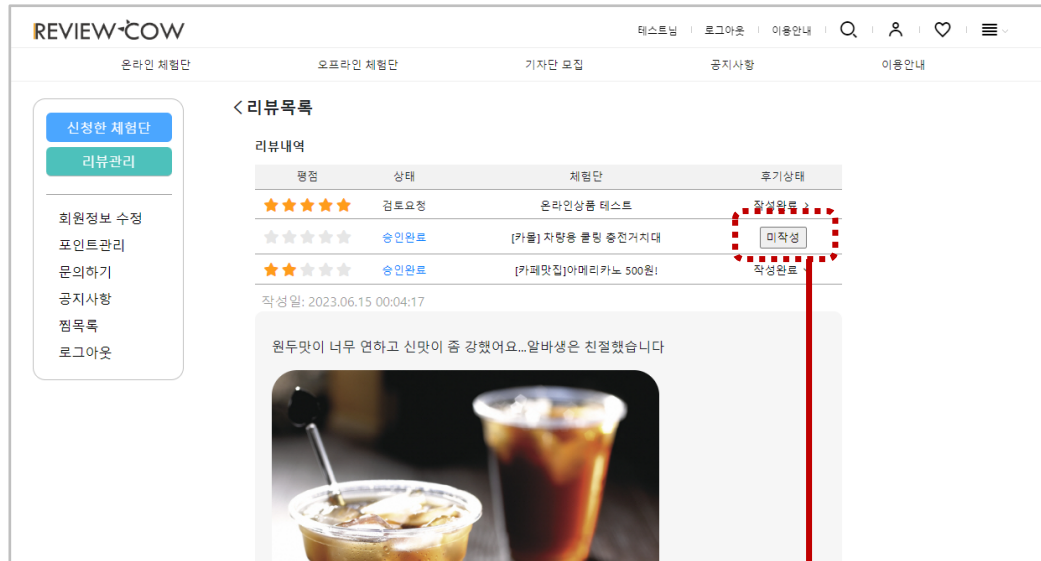 REVIEW COW
테스트님 로그아웃 이용안내
온라인 체험단 오프라인 체험단 기자단 모집 공지사항 이용안내
신청한 체험단
리뷰관리
회원정보 수정
포인트관리
문의하기
공지사항
찜목록
로그아웃
<리뷰목록
리뷰내역
평점 상태 체험단 후기상태
검토요청 온라인상품 테스트 작성완료
승인완료 [카울] 차량용 쿨링 충전거치대 미작성
승인완료 [카페맛집]아메리카노 500원! 작성완료
작성일: 2023.06.15 00:04:17
원두맛이 너무 연하고 신맛이 좀 강했어요...알바생은 친절했습니다